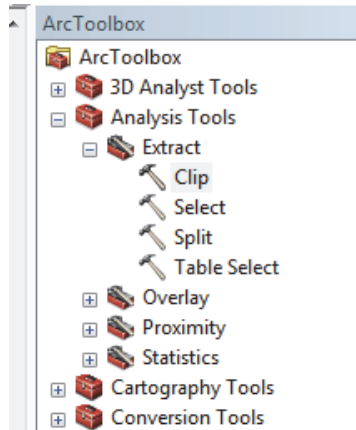 ArcToolbox
ArcToolbox
3D Analyst Tools
Analysis Tools
Extract
Clip
Select
Split
Table Select
Overlay
Proximity
Statistics
Cartography Tools
Conversion Tools